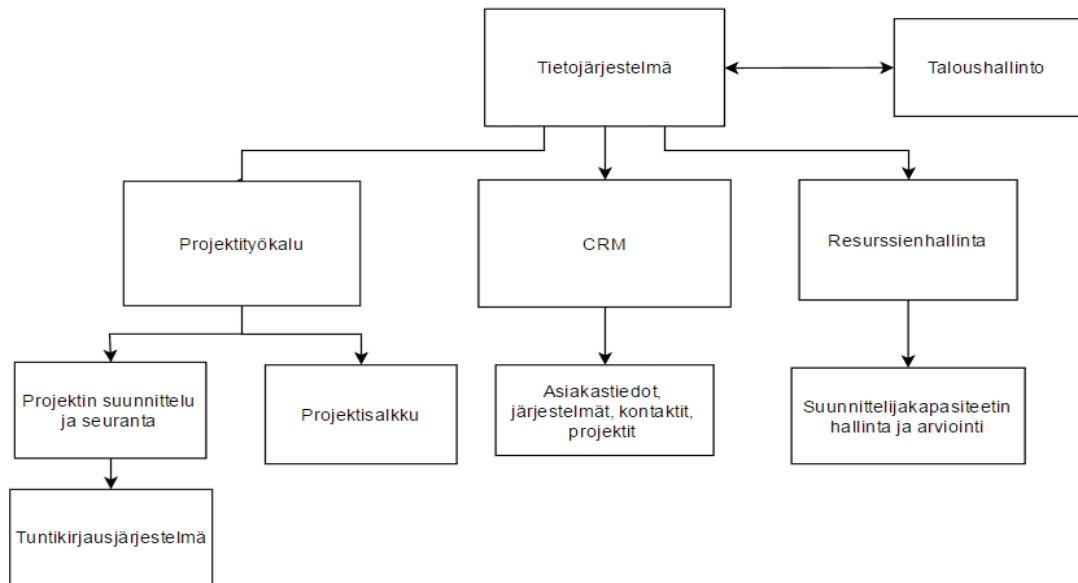 Tietojärjestelmä
Taloushallinto
Projektityökalu
CRM
Resurssienhallinta
Projektin suunnittelu
ja seuranta
Projektisalkku
Asiakastiedot,
järjestelmät, kontaktit,
projektit
Suunnittelijakapasiteetin
hallinta ja arviointi
Tuntikirjausjärjestelmä